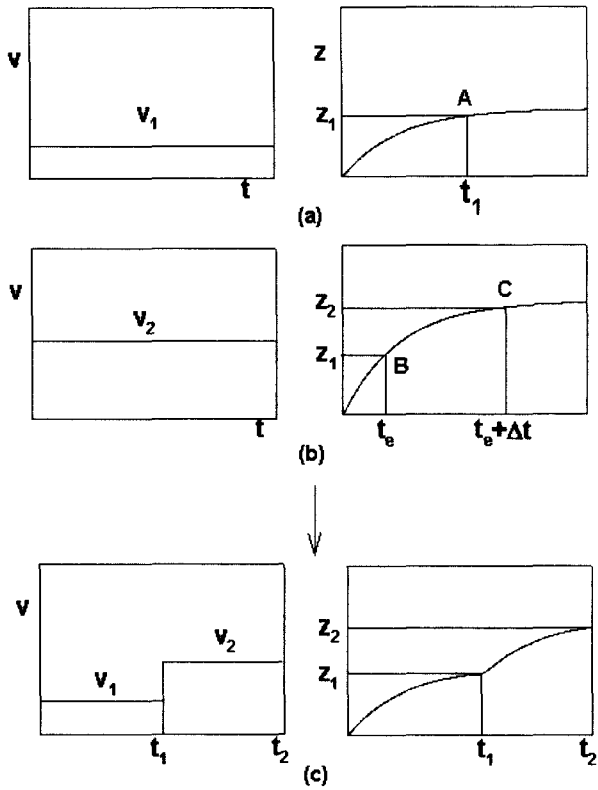 v
v₁
t
z
z₁
A
t₁
(a)
v
v₂
t
z₂
z₁
C
B
tₑ
tₑ+Δt
(b)
v
v₁
v₂
t₁
t₂
z₂
z₁
t₁
t₂
(c)